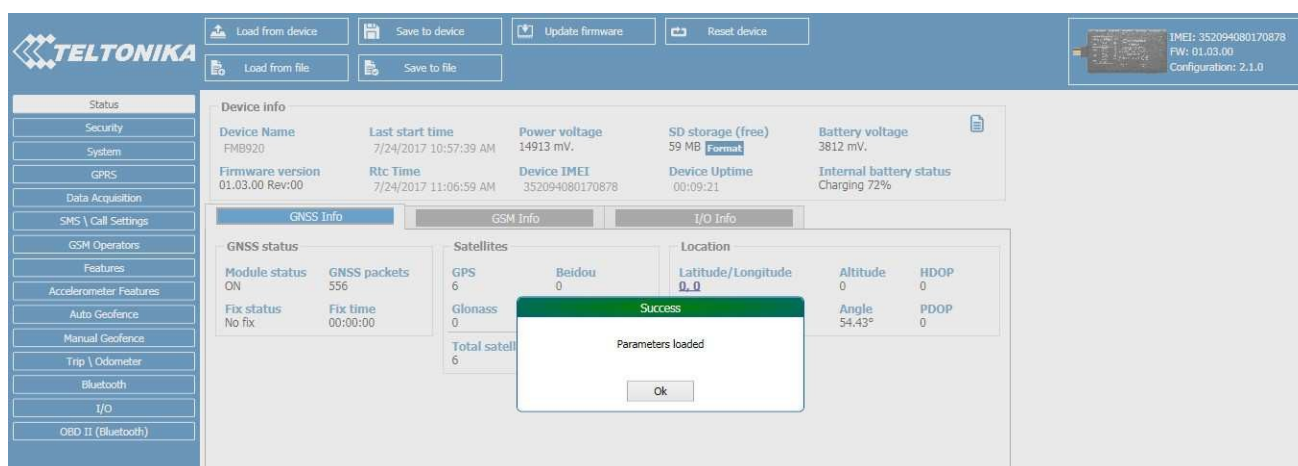 TELTONIKA
Load from device
Save to device
Update firmware
Reset device
Load from file
Save to file
IMEI: 352094080170878
FW: 01.03.00
Configuration: 2.1.0
Status
Security
System
GPRS
Data Acquisition
SMS \ Call Settings
GSM Operators
Features
Accelerometer Features
Auto Geofence
Manual Geofence
Trip \ Odometer
Bluetooth
I/O
OBD II (Bluetooth)
Device info
Device Name
FMB920
Last start time
7/24/2017 10:57:39 AM
Power voltage
14913 mV.
SD storage (free)
59 MB Format
Battery voltage
3812 mV.
Firmware version
01.03.00 Rev:00
Rtc Time
7/24/2017 11:06:59 AM
Device IMEI
352094080170878
Device Uptime
00:09:21
Internal battery status
Charging 72%
GNSS Info
GSM Info
I/O Info
GNSS status
Module status
ON
GNSS packets
556
Fix status
No fix
Fix time
00:00:00
Satellites
GPS
6
Beidou
0
Glonass
0
Total satell
6
Location
Latitude/Longitude
0, 0
Altitude
0
HDOP
0
Angle
54.43°
PDOP
0
Success
Parameters loaded
Ok